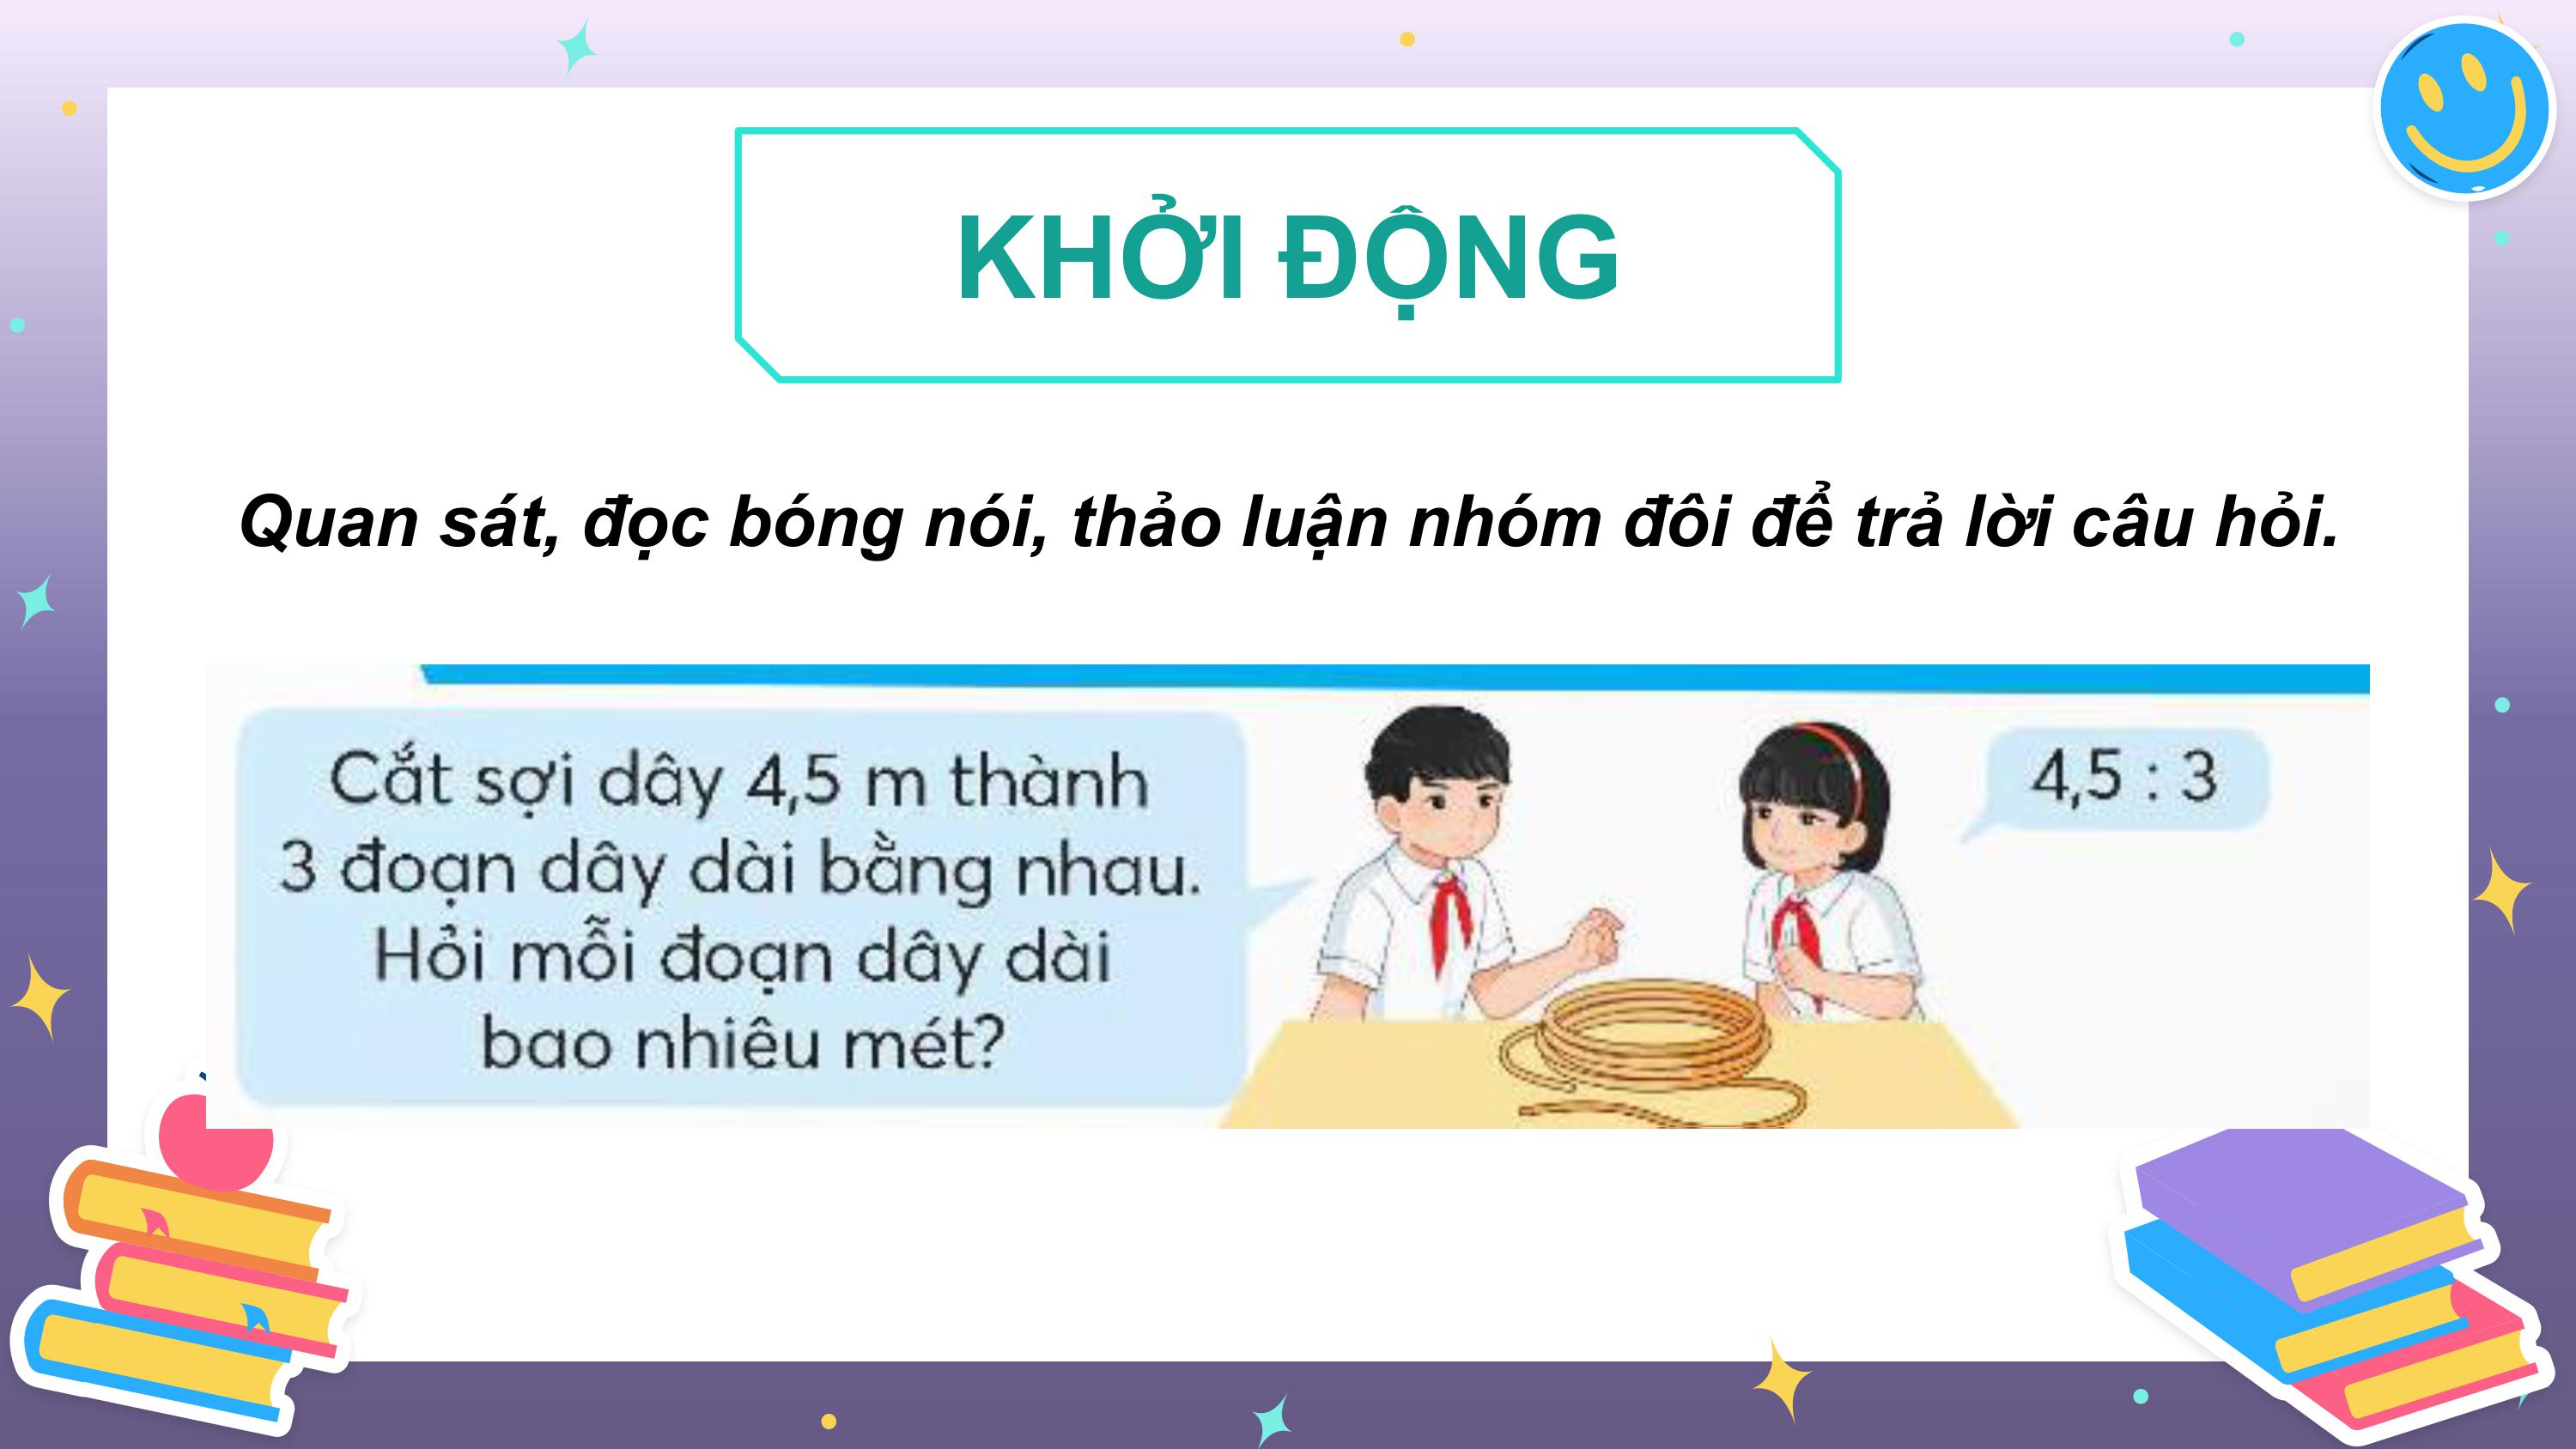 KHỞI ĐỘNG
Quan sát, đọc bóng nói, thảo luận nhóm đôi để trả lời câu hỏi.
Cắt sợi dây 4,5 m thành
3 đoạn dây dài bằng nhau.
Hỏi mỗi đoạn dây dài
bao nhiêu mét?
4,5 : 3